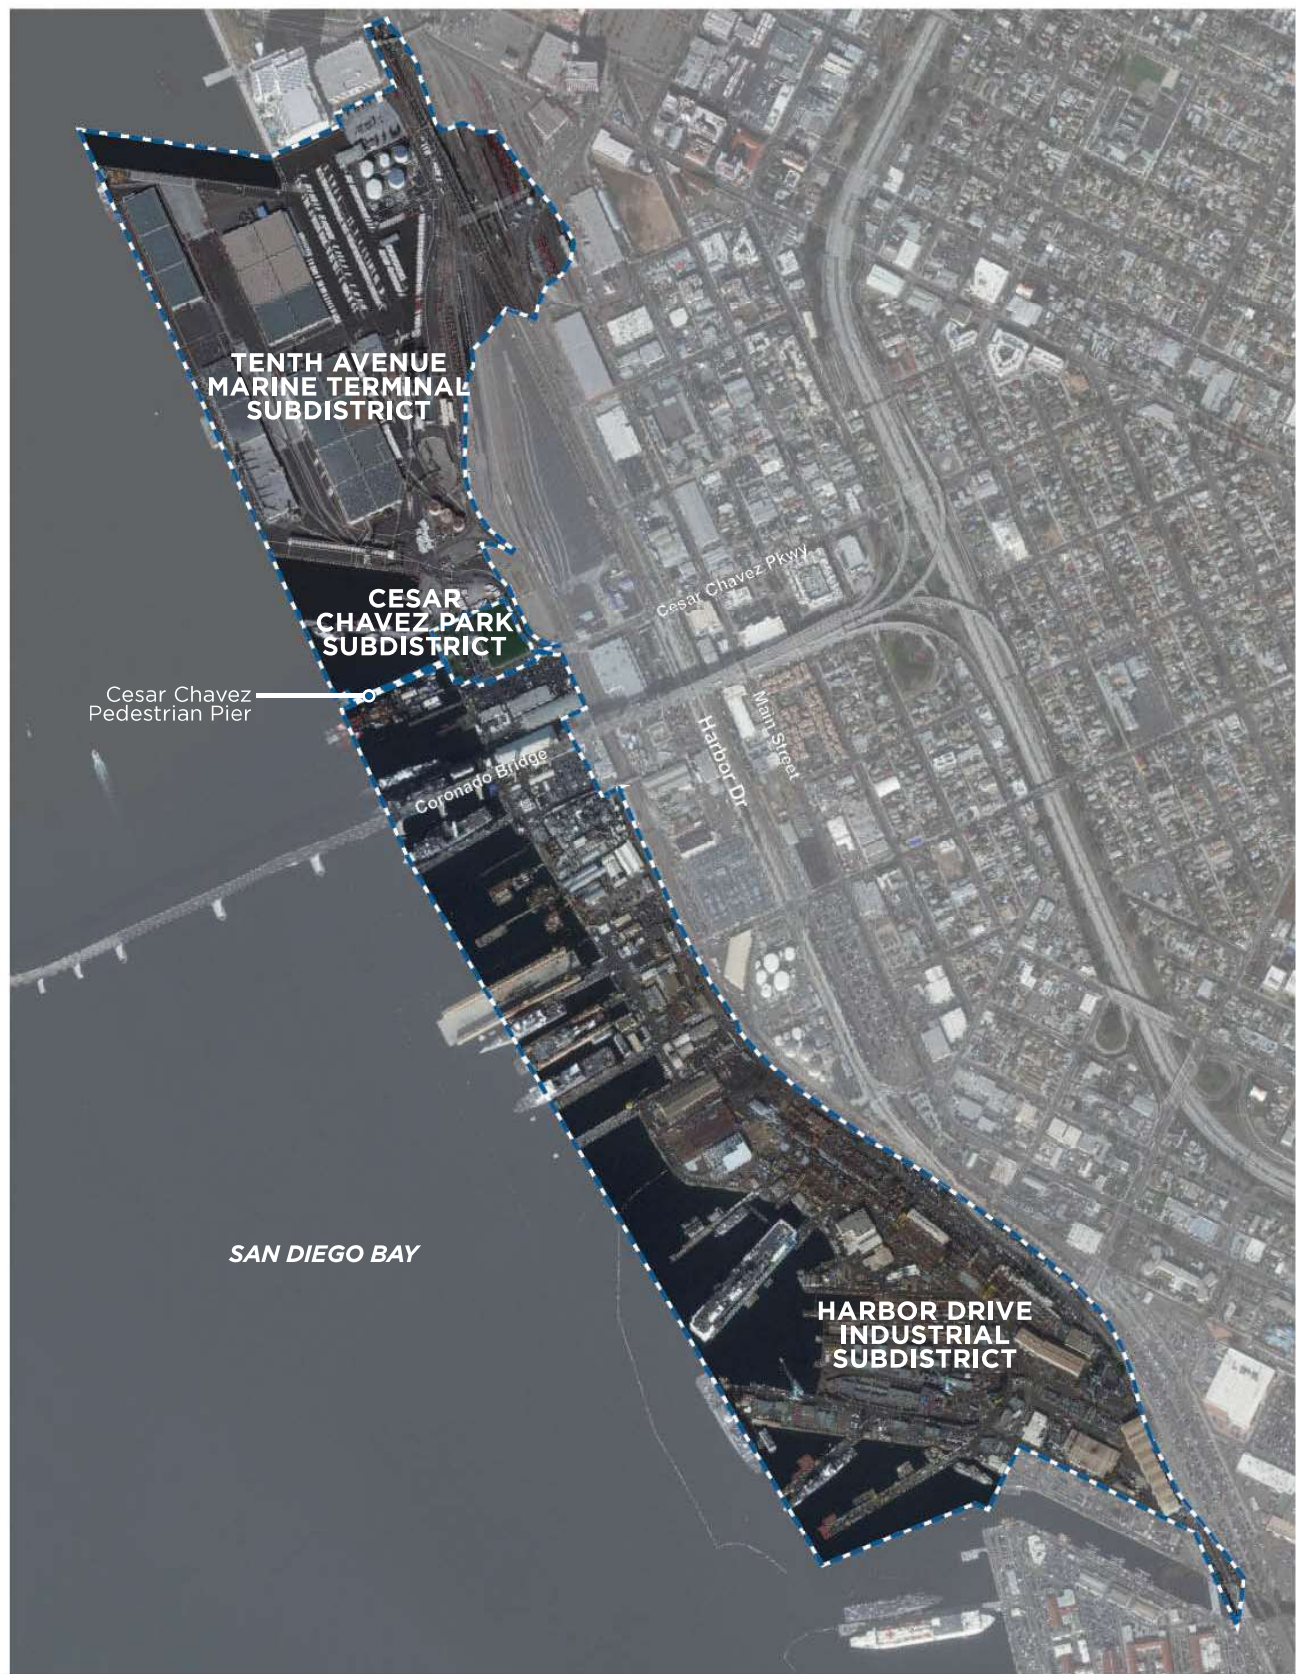 TENTH AVENUE
MARINE TERMINAL
SUBDISTRICT
Cesar Chavez Pkwy
CESAR
CHAVEZ PARK
SUBDISTRICT
Cesar Chavez
Pedestrian Pier
Main Street
Harbor Dr
Coronado Bridge
SAN DIEGO BAY
HARBOR DRIVE
INDUSTRIAL
SUBDISTRICT